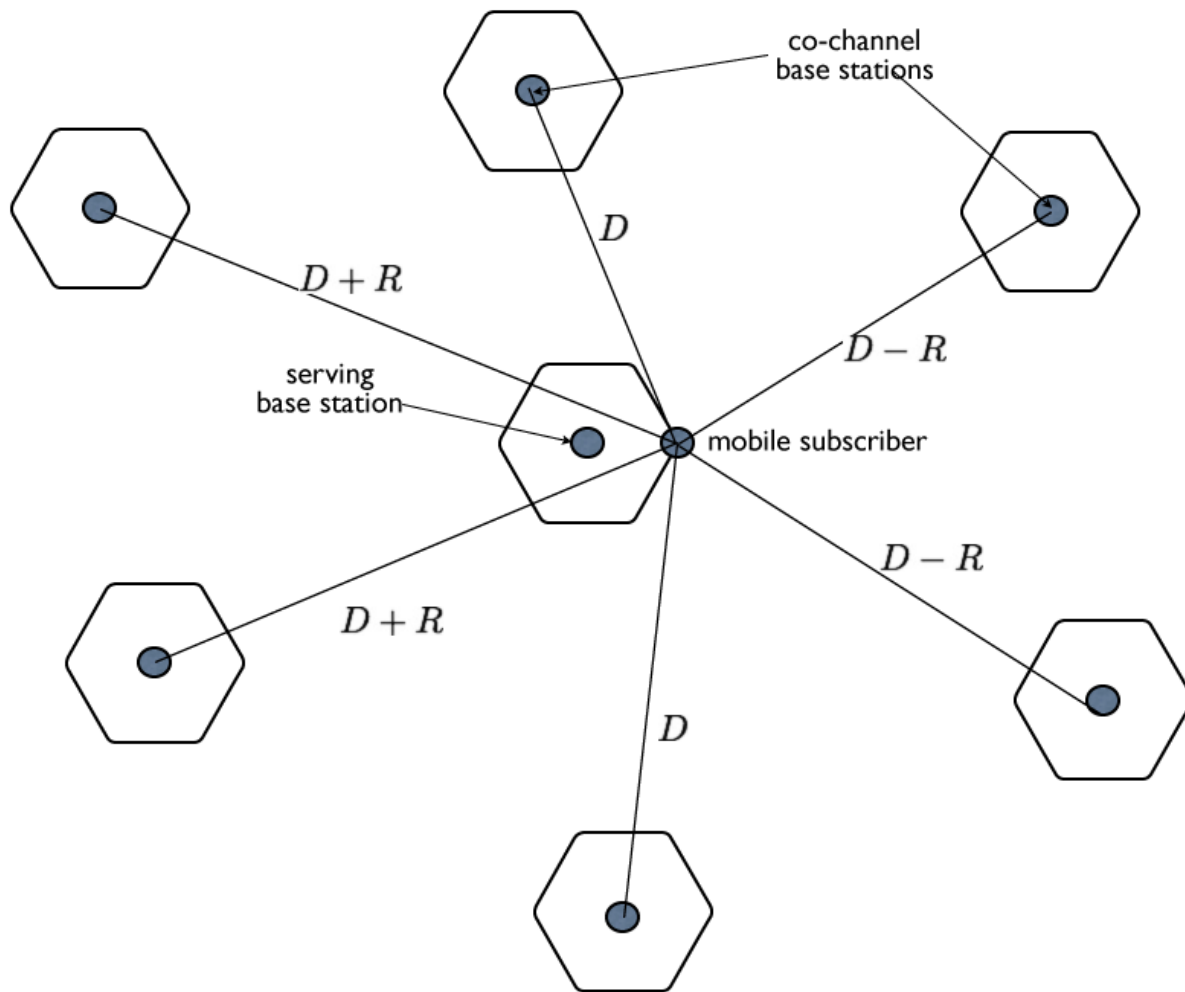 co-channel
base stations
D
D + R
D − R
serving
base station
mobile subscriber
D − R
D + R
D